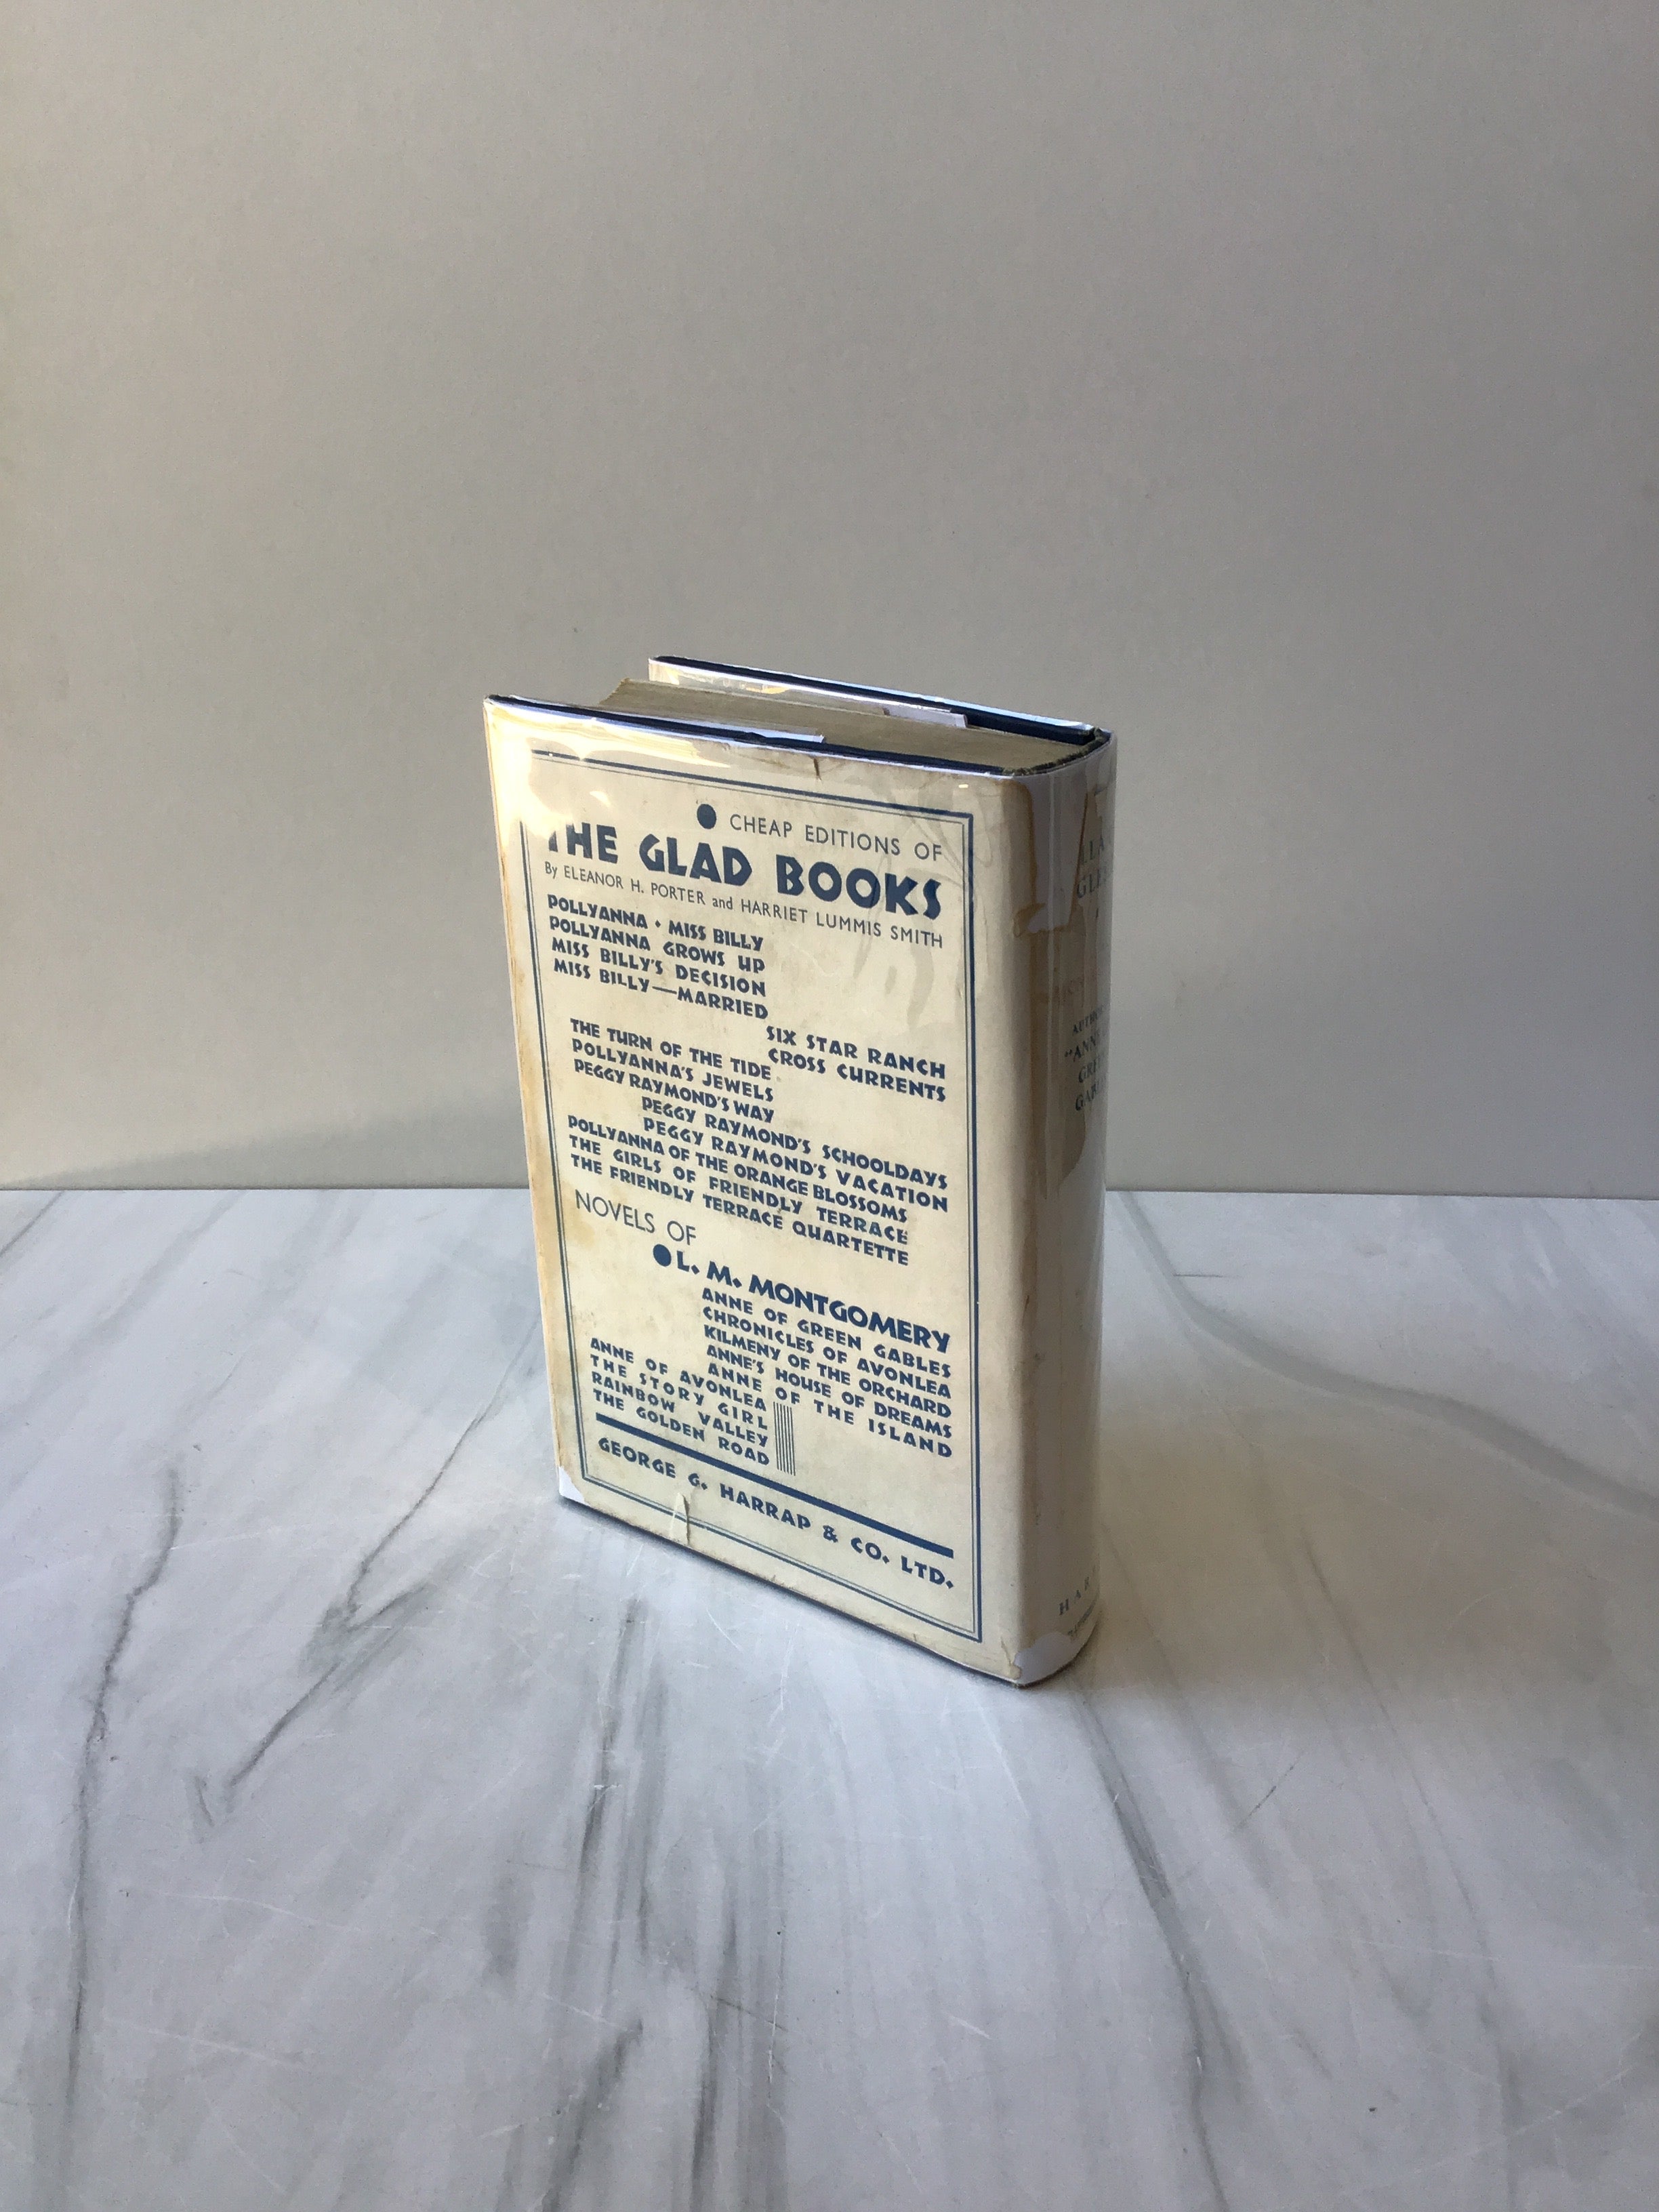 CHEAP EDITIONS OF
THE GLAD BOOKS
By ELEANOR H. PORTER and HARRIET LUMMIS SMITH
POLLYANNA • MISS BILLY
POLLYANNA GROWS UP
MISS BILLY'S DECISION
MISS BILLY—MARRIED
SIX STAR RANCH
CROSS CURRENTS
THE TURN OF THE TIDE
POLLYANNA'S JEWELS
PEGGY RAYMOND'S WAY
PEGGY RAYMOND'S SCHOOLDAYS
PEGGY RAYMOND'S VACATION
POLLYANNA OF THE ORANGE BLOSSOMS
THE GIRLS OF FRIENDLY TERRACE
THE FRIENDLY TERRACE QUARTETTE
NOVELS OF
L. M. MONTGOMERY
ANNE OF GREEN GABLES
CHRONICLES OF AVONLEA
KILMENY OF THE ORCHARD
ANNE'S HOUSE OF DREAMS
ANNE OF THE ISLAND
ANNE OF AVONLEA
THE STORY GIRL
RAINBOW VALLEY
THE GOLDEN ROAD
GEORGE G. HARRAP & CO. LTD.